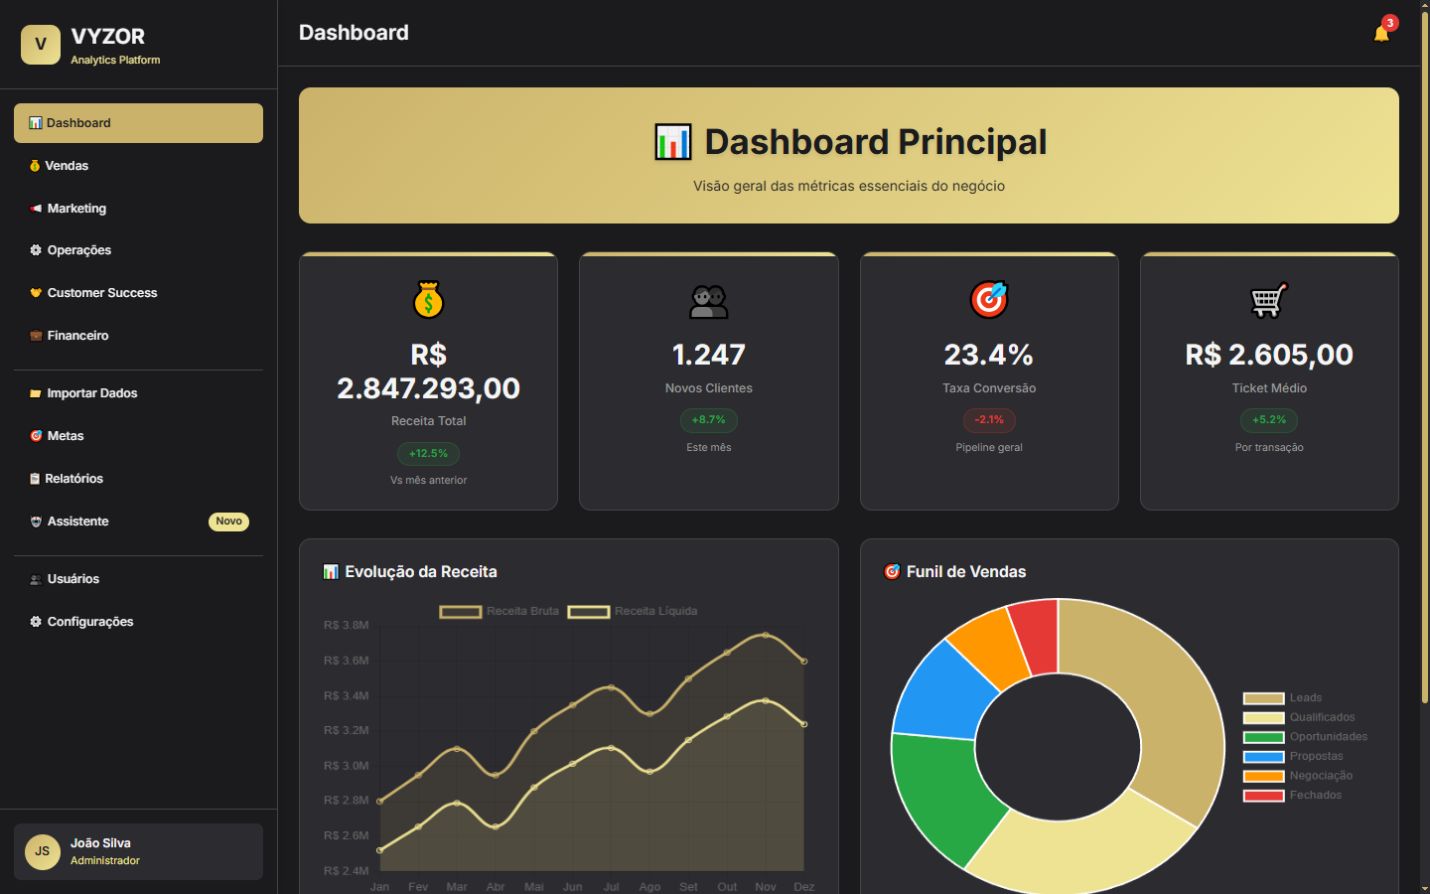 V
VYZOR
Analytics Platform
Dashboard
Vendas
Marketing
Operações
Customer Success
Financeiro
Importar Dados
Metas
Relatórios
Assistente
Novo
Usuários
Configurações
JS
João Silva
Administrador
Dashboard
3
Dashboard Principal
Visão geral das métricas essenciais do negócio
R$
2.847.293,00
Receita Total
+12.5%
Vs mês anterior
1.247
Novos Clientes
+8.7%
Este mês
23.4%
Taxa Conversão
-2.1%
Pipeline geral
R$ 2.605,00
Ticket Médio
+5.2%
Por transação
Evolução da Receita
Receita Bruta
Receita Líquida
R$ 3.8M
R$ 3.6M
R$ 3.4M
R$ 3.2M
R$ 3.0M
R$ 2.8M
R$ 2.6M
R$ 2.4M
Jan Fev Mar Abr Mai Jun Jul Ago Set Out Nov Dez
Funil de Vendas
Leads
Qualificados
Oportunidades
Propostas
Negociação
Fechados